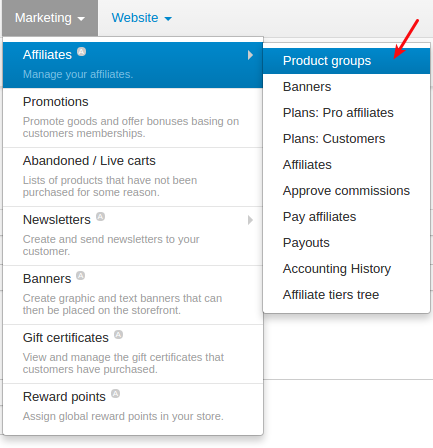 Marketing Website
Affiliates A
Manage your affiliates.
Promotions
Promote goods and offer bonuses basing on
customers memberships.
Abandoned / Live carts
Lists of products that have not been
purchased for some reason.
Newsletters A
Create and send newsletters to your
customer.
Banners A
Create graphic and text banners that can
then be placed on the storefront.
Gift certificates A
View and manage the gift certificates that
customers have purchased.
Reward points A
Assign global reward points in your store.
Product groups
Banners
Plans: Pro affiliates
Plans: Customers
Affiliates
Approve commissions
Pay affiliates
Payouts
Accounting History
Affiliate tiers tree